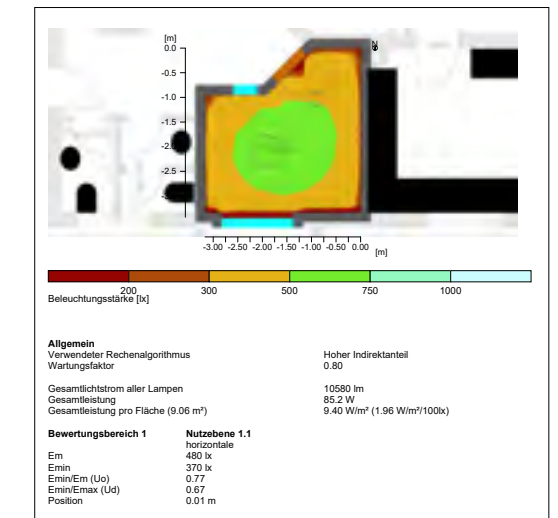 [m]
0.0
N
-0.5
-1.0
-1.5
-2.0
-2.5
-3.00 -2.50 -2.00 -1.50 -1.00 -0.50 0.00
[m]
200 300 500 750 1000
Beleuchtungsstärke [lx]
Allgemein
Verwendeter Rechenalgorithmus Hoher Indirektanteil
Wartungsfaktor 0.80
Gesamtlichtstrom aller Lampen 10580 lm
Gesamtleistung 85.2 W
Gesamtleistung pro Fläche (9.06 m²) 9.40 W/m² (1.96 W/m²/100lx)
Bewertungsbereich 1 Nutzebene 1.1
horizontale
Em 480 lx
Emin 370 lx
Emin/Em (Uo) 0.77
Emin/Emax (Ud) 0.67
Position 0.01 m